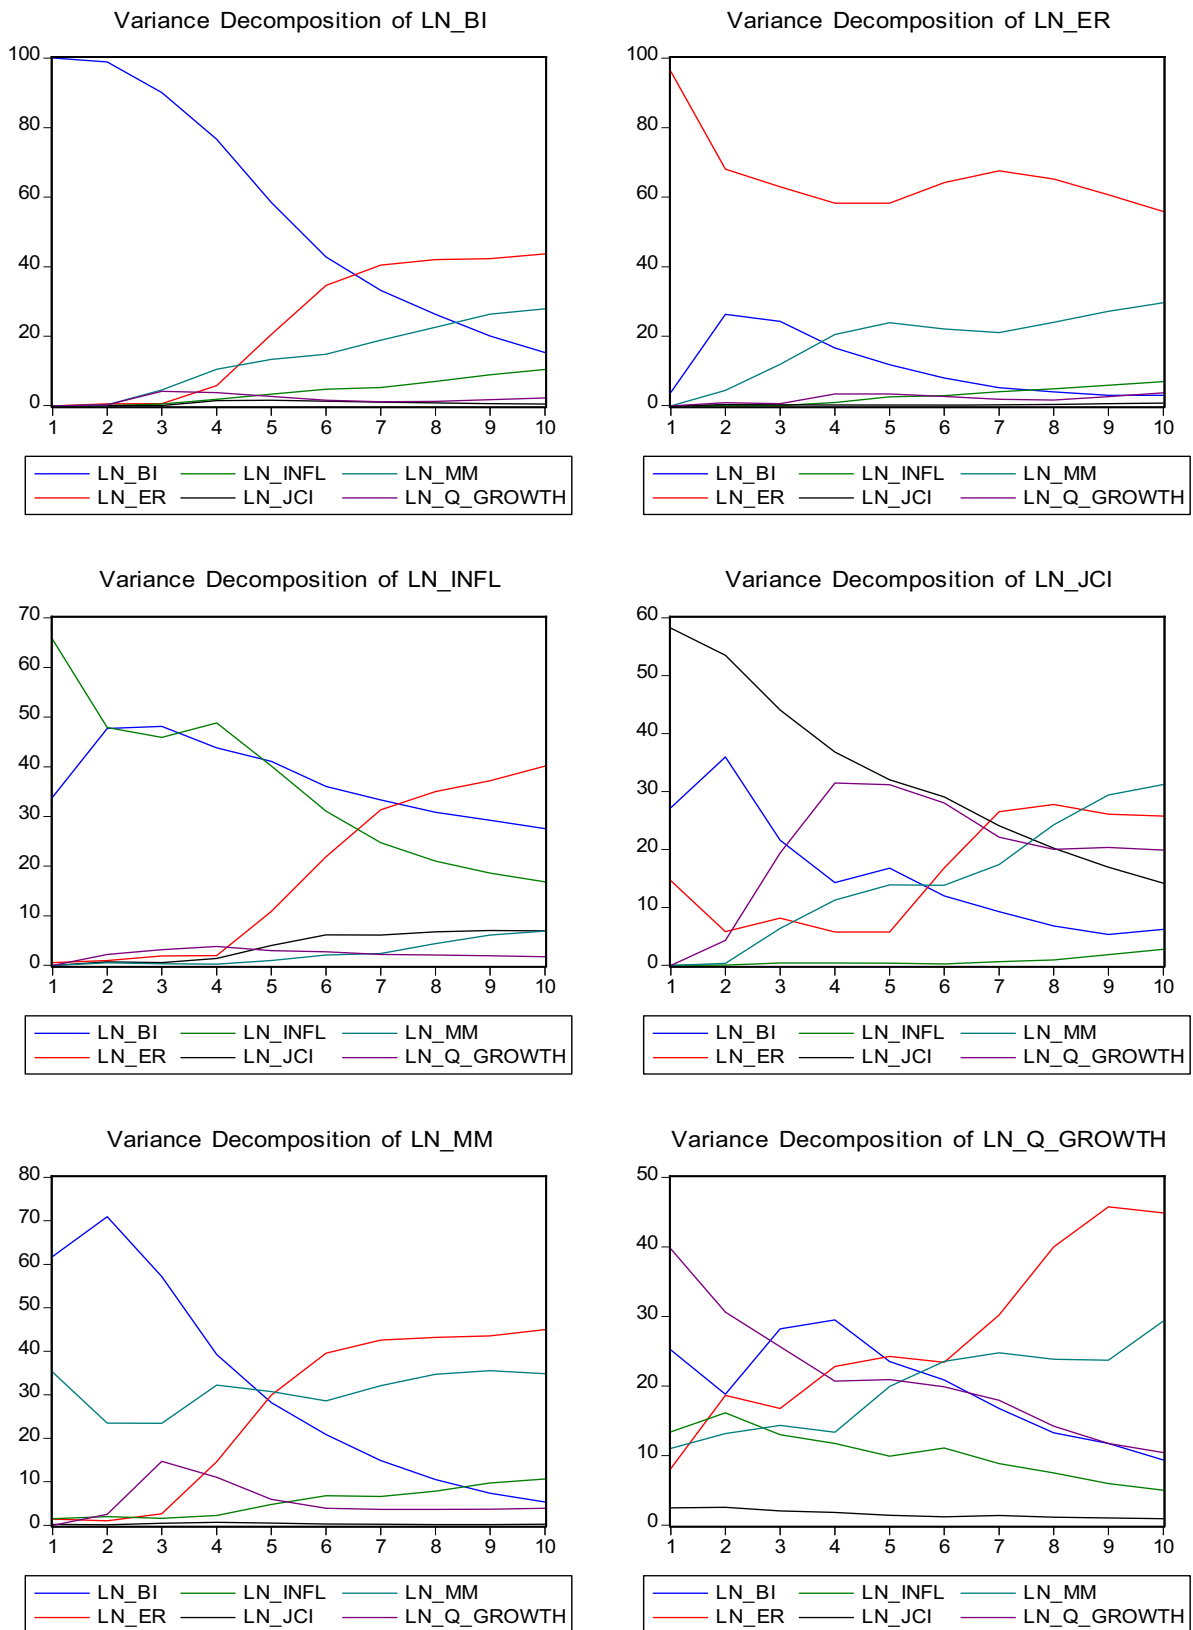 Variance Decomposition of LN_BI
100
80
60
40
20
0
1 2 3 4 5 6 7 8 9 10
LN_BI LN_INFL LN_MM
LN_ER LN_JCI LN_Q_GROWTH
Variance Decomposition of LN_ER
100
80
60
40
20
0
1 2 3 4 5 6 7 8 9 10
LN_BI LN_INFL LN_MM
LN_ER LN_JCI LN_Q_GROWTH
Variance Decomposition of LN_INFL
70
60
50
40
30
20
10
0
1 2 3 4 5 6 7 8 9 10
LN_BI LN_INFL LN_MM
LN_ER LN_JCI LN_Q_GROWTH
Variance Decomposition of LN_JCI
60
50
40
30
20
10
0
1 2 3 4 5 6 7 8 9 10
LN_BI LN_INFL LN_MM
LN_ER LN_JCI LN_Q_GROWTH
Variance Decomposition of LN_MM
80
70
60
50
40
30
20
10
0
1 2 3 4 5 6 7 8 9 10
LN_BI LN_INFL LN_MM
LN_ER LN_JCI LN_Q_GROWTH
Variance Decomposition of LN_Q_GROWTH
50
40
30
20
10
0
1 2 3 4 5 6 7 8 9 10
LN_BI LN_INFL LN_MM
LN_ER LN_JCI LN_Q_GROWTH